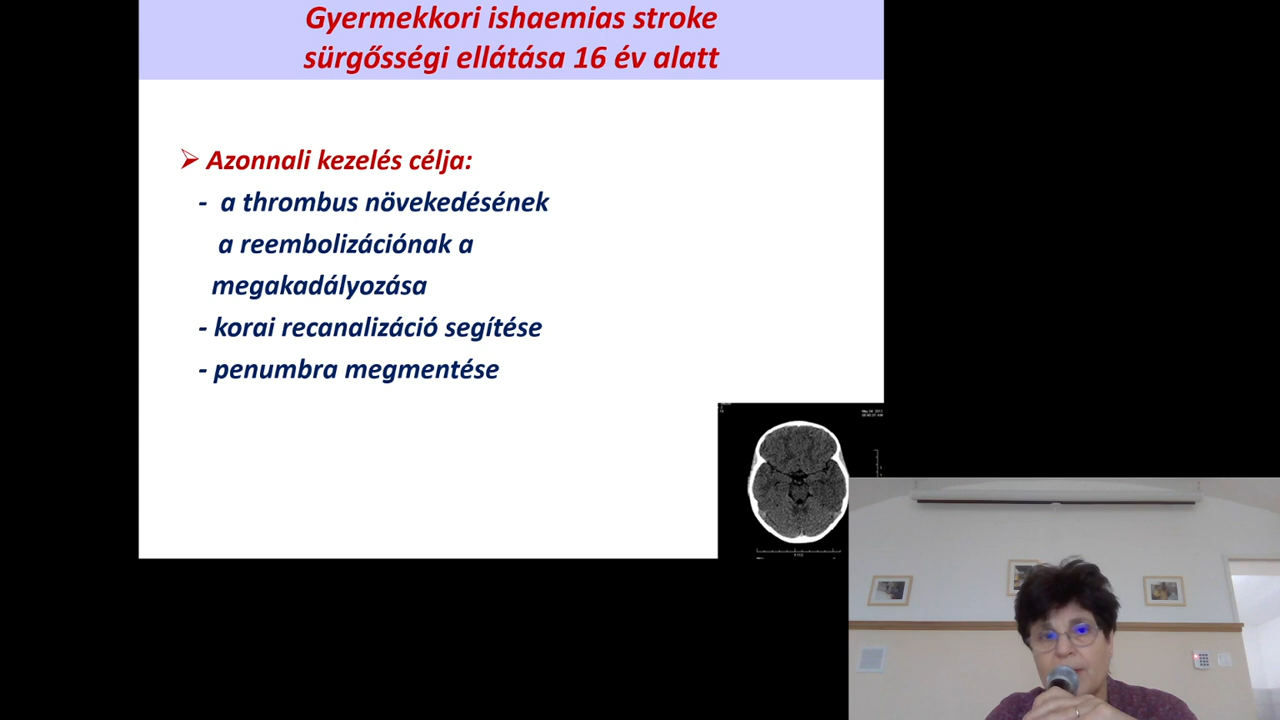 Gyermekkori ishaemias stroke
sürgősségi ellátása 16 év alatt
➢ Azonnali kezelés célja:
- a thrombus növekedésének
a reembolizációnak a
megakadályozása
- korai recanalizáció segítése
- penumbra megmentése